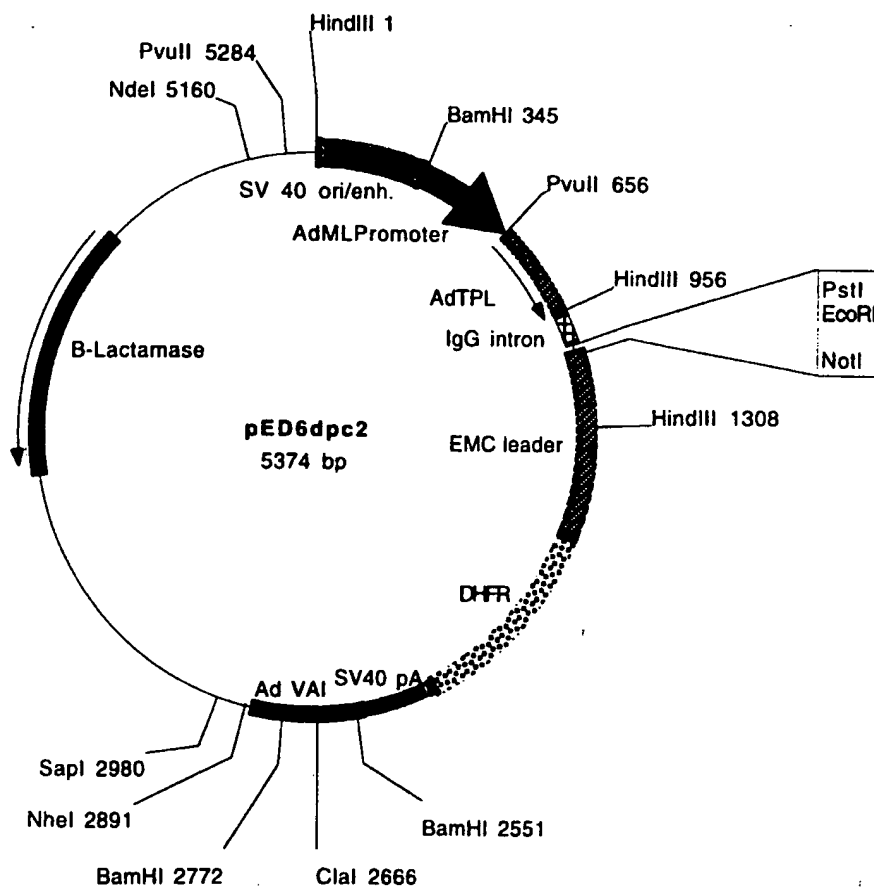 HindIII 1
PvuII 5284
NdeI 5160
BamHI 345
SV 40 ori/enh.
PvuII 656
AdMLPromoter
HindIII 956
AdTPL
PstI
EcoRI
IgG intron
NotI
B-Lactamase
HindIII 1308
pED6dpc2
EMC leader
5374 bp
DHFR
SV40 pA
Ad VAI
SapI 2980
NheI 2891
BamHI 2551
BamHI 2772
ClaI 2666